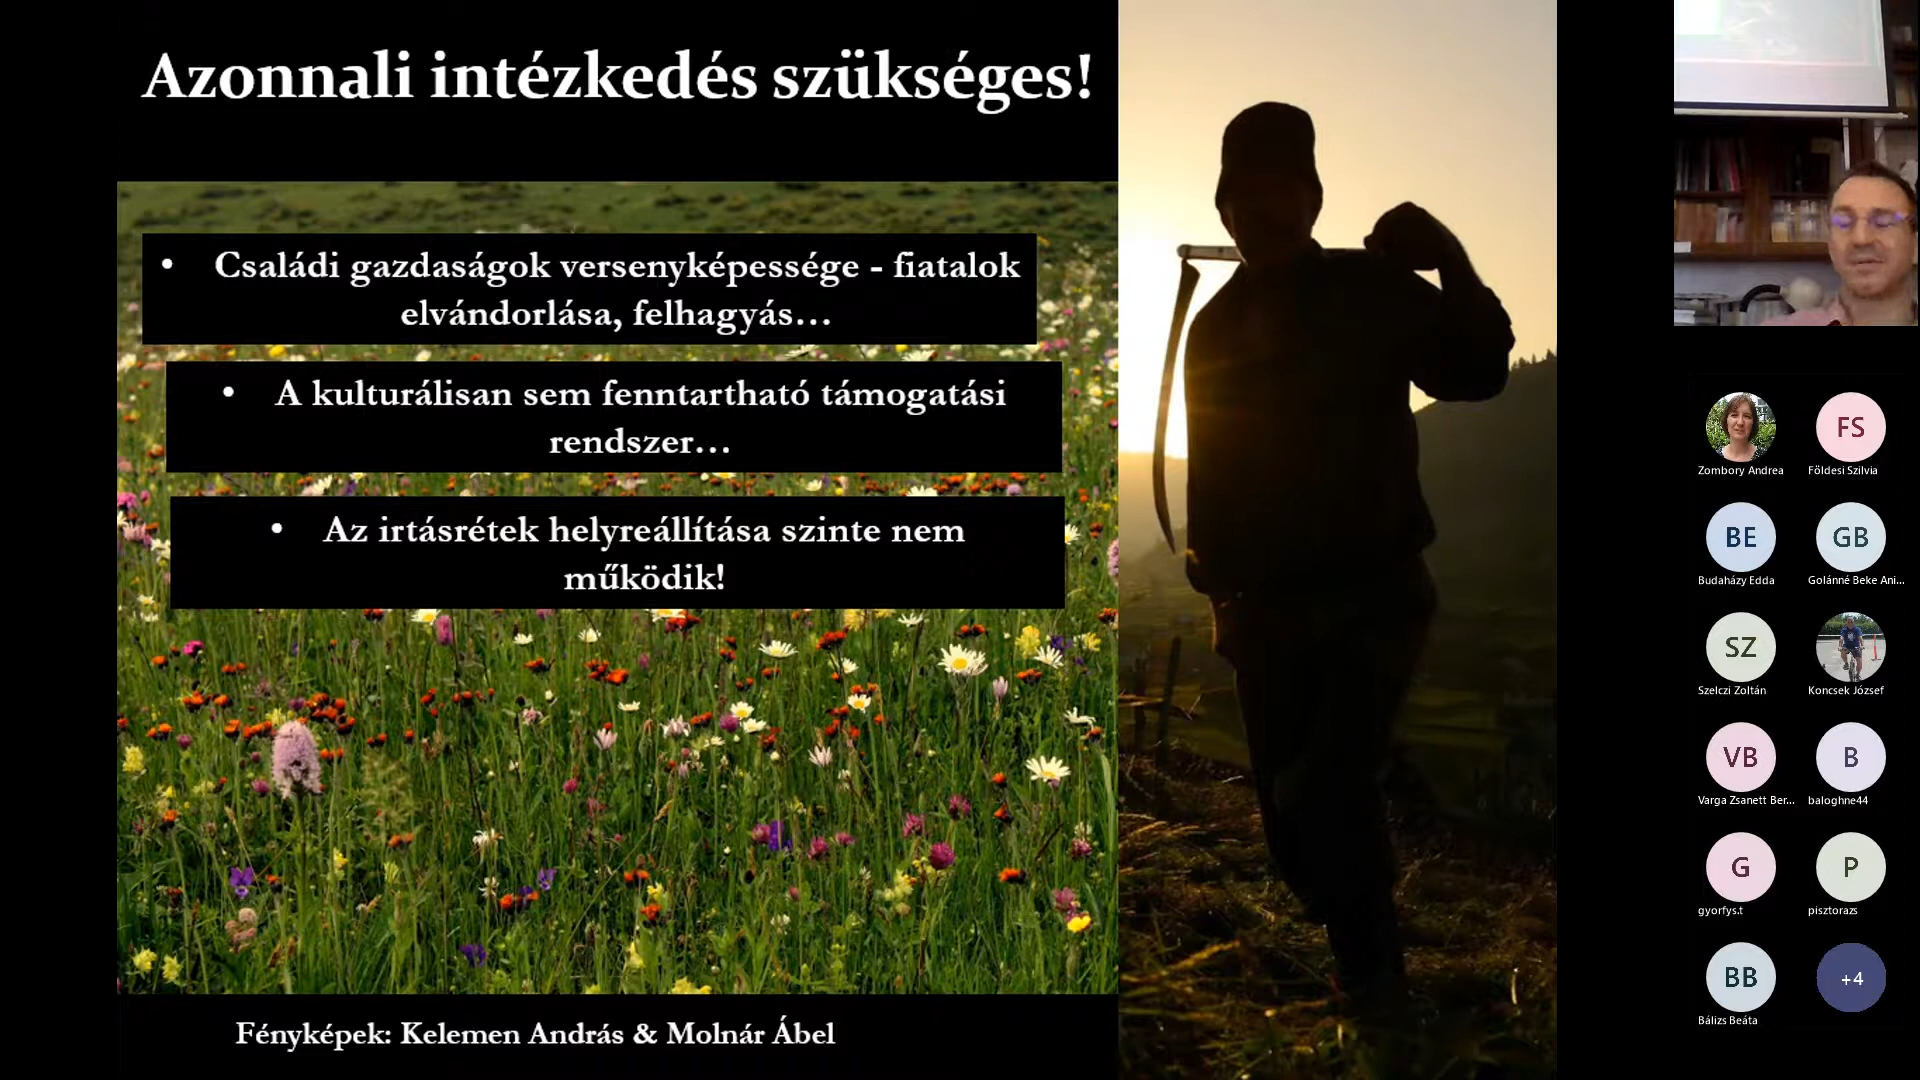 Azonnali intézkedés szükséges!
• Családi gazdaságok versenyképessége - fiatalok
elvándorlása, felhagyás...
• A kulturálisan sem fenntartható támogatási
rendszer...
• Az irtásrétek helyreállítása szinte nem
működik!
Fényképek: Kelemen András & Molnár Ábel
FS
Zombory Andrea
Földesi Szilvia
BE
GB
Budaházy Edda
Golánné Beke Ani...
SZ
Szelczi Zoltán
Koncsek József
VB
B
Varga Zsanett Ber...
baloghne44
G
P
gyorfys.t
pisztorazs
BB
+4
Bálizs Beáta